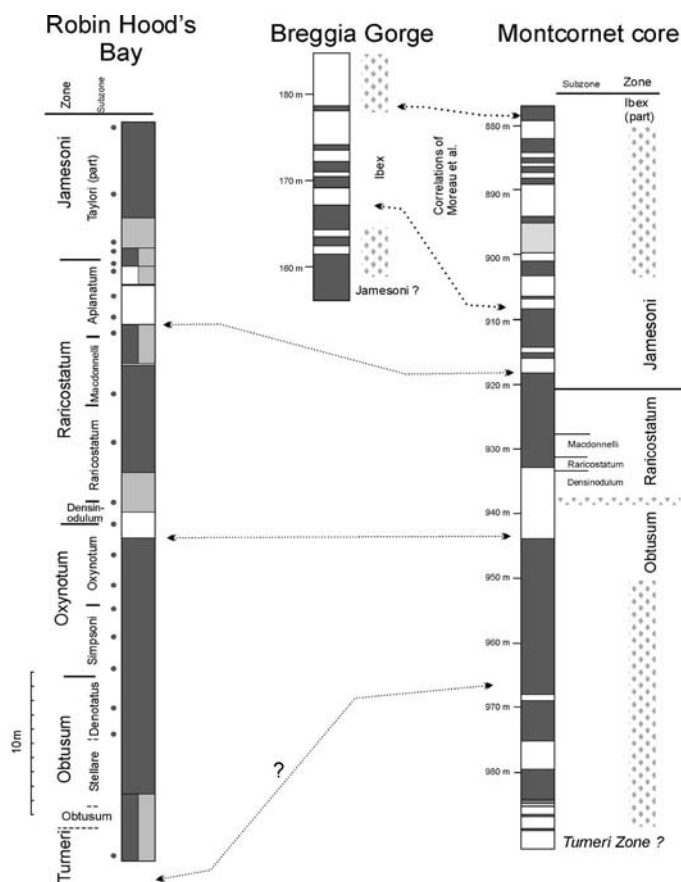 Robin Hood's
Bay
Zone
Subzone
Jamesoni
Taylori (part)
Raricostatum
Aplanatum
Macdonnelli
Raricostatum
Densin-
odulum
Oxynotum
Oxynotum
Simpsoni
Obtusum
Denotatus
Stellare
Obtusum
Turneri
10m
?
Breggia Gorge
180 m
170 m
160 m
Ibex
Jamesoni ?
Correlations of
Moreau et al.
Montcornet core
Subzone
Zone
Ibex
(part)
880 m
890 m
900 m
910 m
920 m
930 m
940 m
950 m
960 m
970 m
980 m
Jamesoni
Raricostatum
Macdonnelli
Raricostatum
Densinodulum
Obtusum
Turneri Zone ?